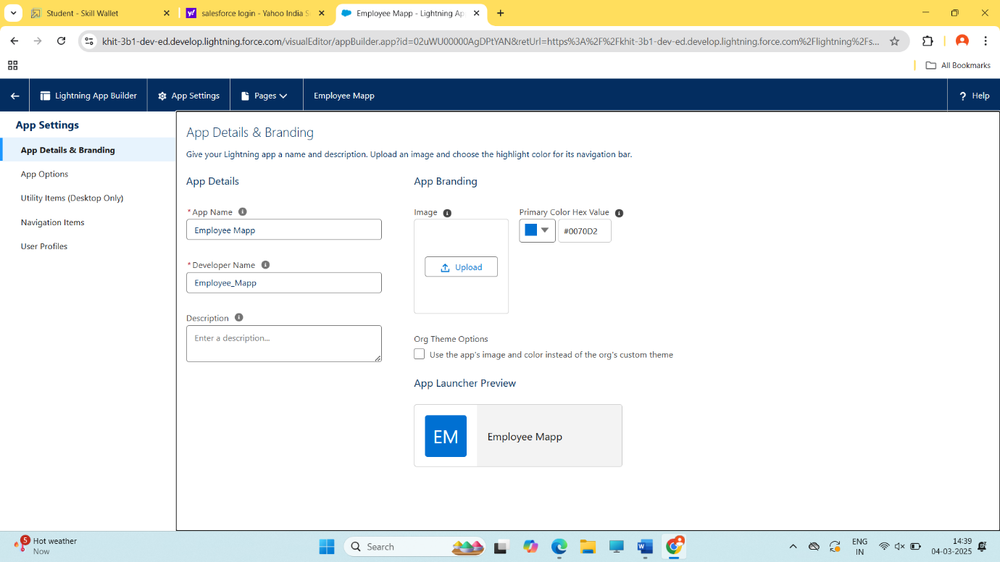 Student - Skill Wallet
salesforce login - Yahoo India S
Employee Mapp - Lightning Ap
khit-3b1-dev-ed.develop.lightning.force.com/visualEditor/appBuilder.app?id=02uWU00000AgDPtYAN&retUrl=https%3A%2F%2Fkhit-3b1-dev-ed.develop.lightning.force.com%2Flightning%2Fs...
All Bookmarks
Lightning App Builder
App Settings
Pages
Employee Mapp
? Help
App Settings
App Details & Branding
App Options
Utility Items (Desktop Only)
Navigation Items
User Profiles
App Details & Branding
Give your Lightning app a name and description. Upload an image and choose the highlight color for its navigation bar.
App Details
*App Name
Employee Mapp
*Developer Name
Employee_Mapp
Description
Enter a description...
App Branding
Image
Upload
Primary Color Hex Value
#0070D2
Org Theme Options
Use the app's image and color instead of the org's custom theme
App Launcher Preview
EM
Employee Mapp
5
Hot weather
Now
Search
ENG
IN
14:39
04-03-2025